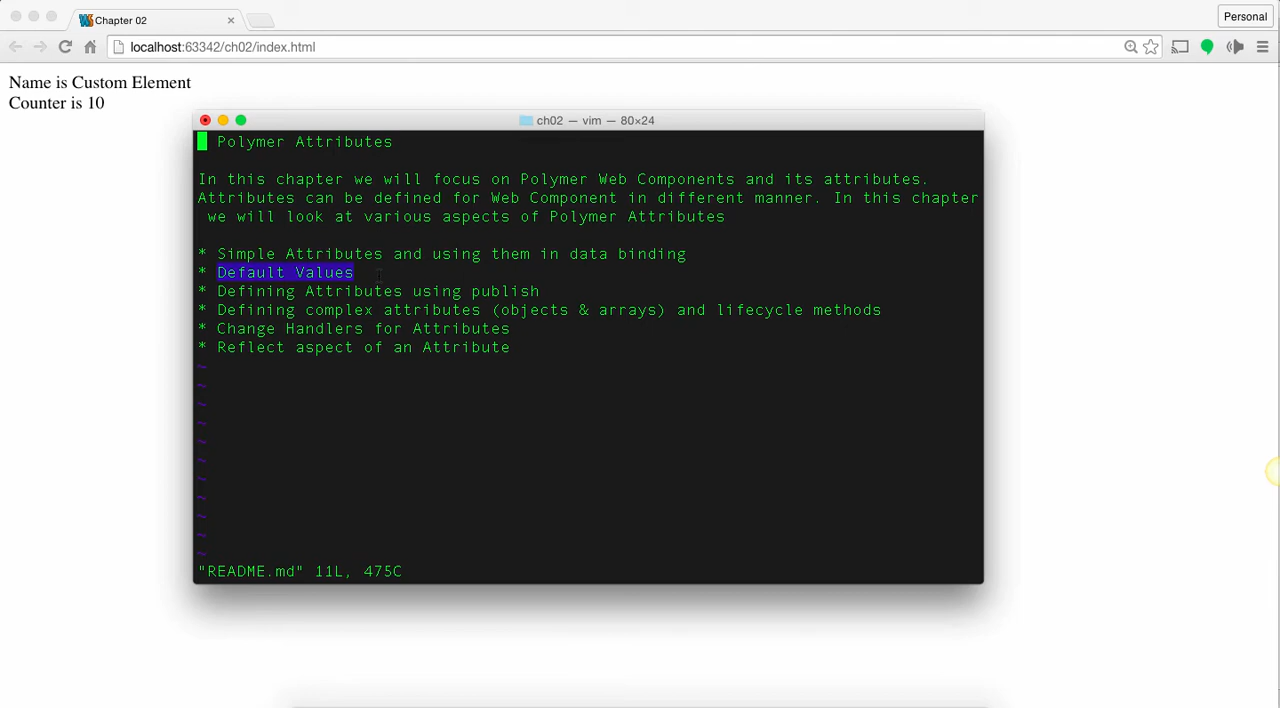 Chapter 02
Personal
localhost:63342/ch02/index.html
Name is Custom Element
Counter is 10
ch02 — vim — 80×24
Polymer Attributes
In this chapter we will focus on Polymer Web Components and its attributes.
Attributes can be defined for Web Component in different manner. In this chapter
we will look at various aspects of Polymer Attributes
* Simple Attributes and using them in data binding
* Default Values
* Defining Attributes using publish
* Defining complex attributes (objects & arrays) and lifecycle methods
* Change Handlers for Attributes
* Reflect aspect of an Attribute
~
~
~
~
~
~
~
~
~
~
~
"README.md" 11L, 475C